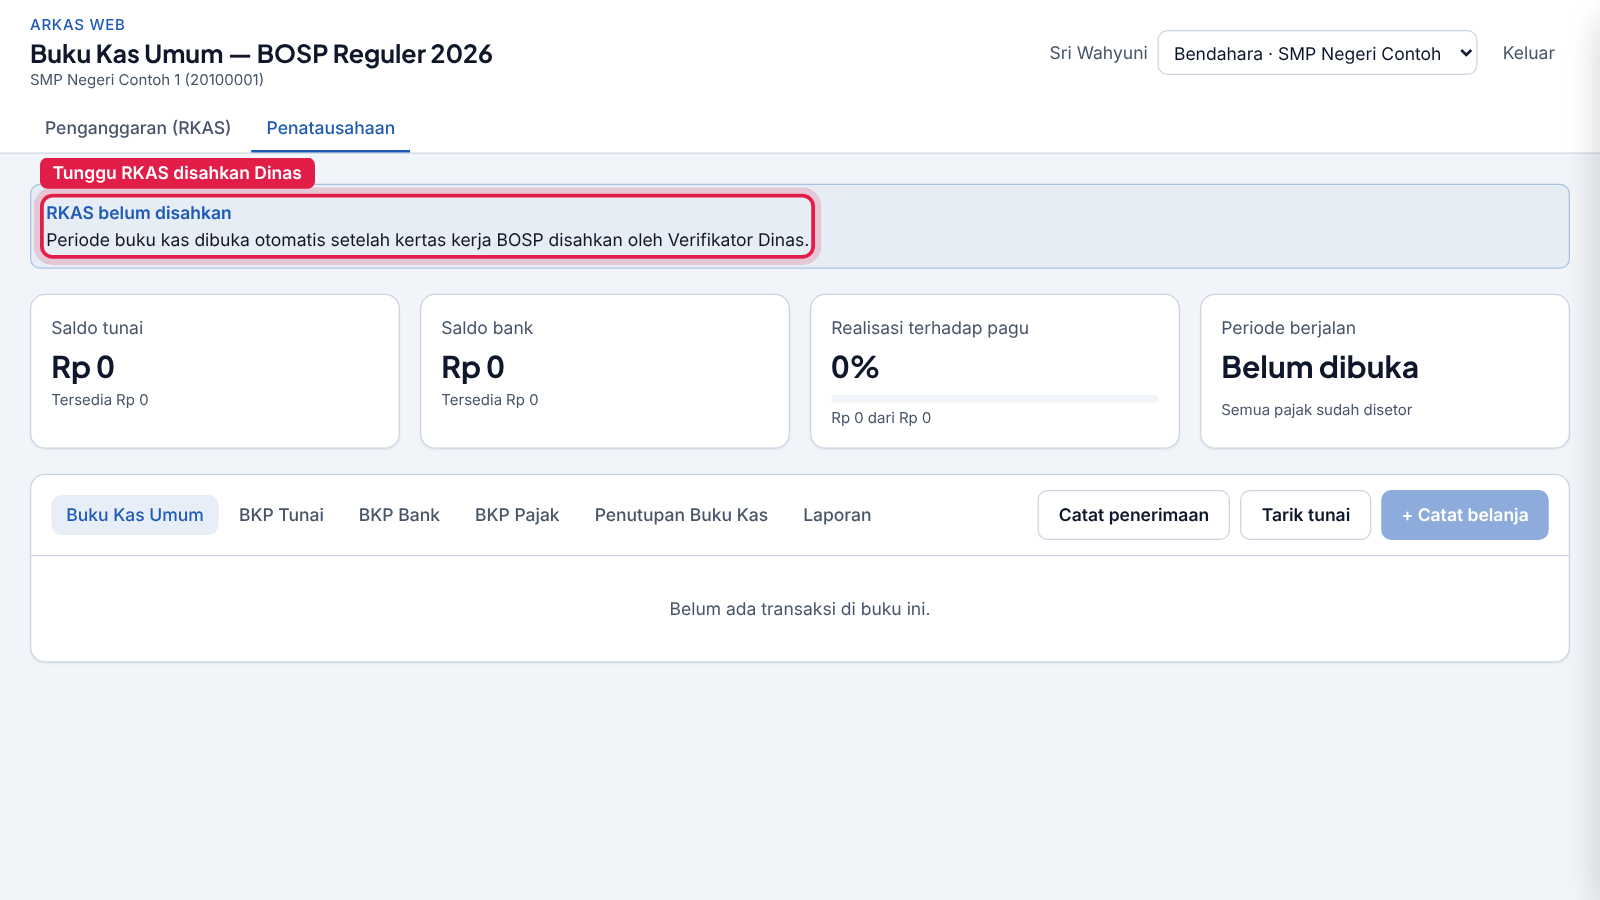 ARKAS WEB
Buku Kas Umum — BOSP Reguler 2026
SMP Negeri Contoh 1 (20100001)
Sri Wahyuni
Bendahara · SMP Negeri Contoh
Keluar
Penganggaran (RKAS)
Penatausahaan
Tunggu RKAS disahkan Dinas
RKAS belum disahkan
Periode buku kas dibuka otomatis setelah kertas kerja BOSP disahkan oleh Verifikator Dinas.
Saldo tunai
Rp 0
Tersedia Rp 0
Saldo bank
Rp 0
Tersedia Rp 0
Realisasi terhadap pagu
0%
Rp 0 dari Rp 0
Periode berjalan
Belum dibuka
Semua pajak sudah disetor
Buku Kas Umum
BKP Tunai
BKP Bank
BKP Pajak
Penutupan Buku Kas
Laporan
Catat penerimaan
Tarik tunai
+ Catat belanja
Belum ada transaksi di buku ini.